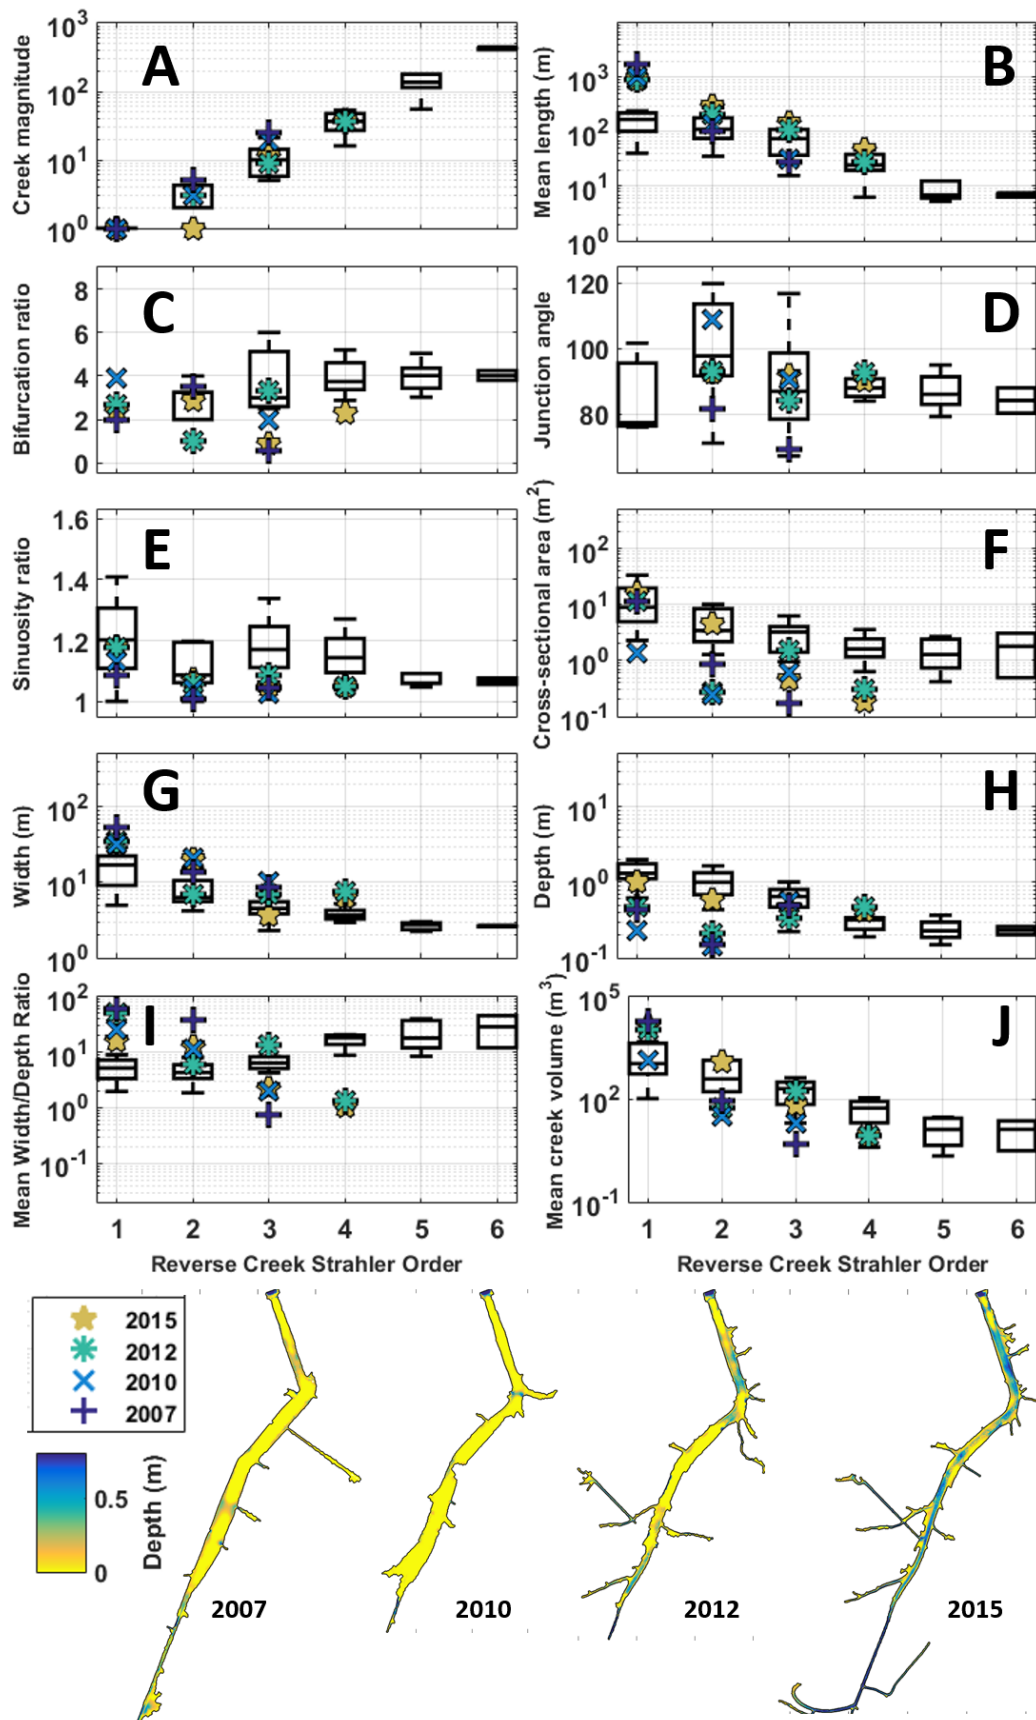 A
Creek magnitude
10³
10²
10¹
10⁰
B
Mean length (m)
10³
10²
10¹
10⁰
C
Bifurcation ratio
8
6
4
2
0
D
Junction angle
120
100
80
E
Sinuosity ratio
1.6
1.4
1.2
1
F
Cross-sectional area (m²)
10²
10¹
10⁰
10⁻¹
G
Width (m)
10²
10¹
10⁰
H
Depth (m)
10¹
10⁰
10⁻¹
I
Mean Width/Depth Ratio
10²
10¹
10⁰
10⁻¹
1 2 3 4 5 6
Reverse Creek Strahler Order
J
Mean creek volume (m³)
10⁵
10²
10⁻¹
1 2 3 4 5 6
Reverse Creek Strahler Order
2015
2012
2010
2007
0.5
0
Depth (m)
2007
2010
2012
2015